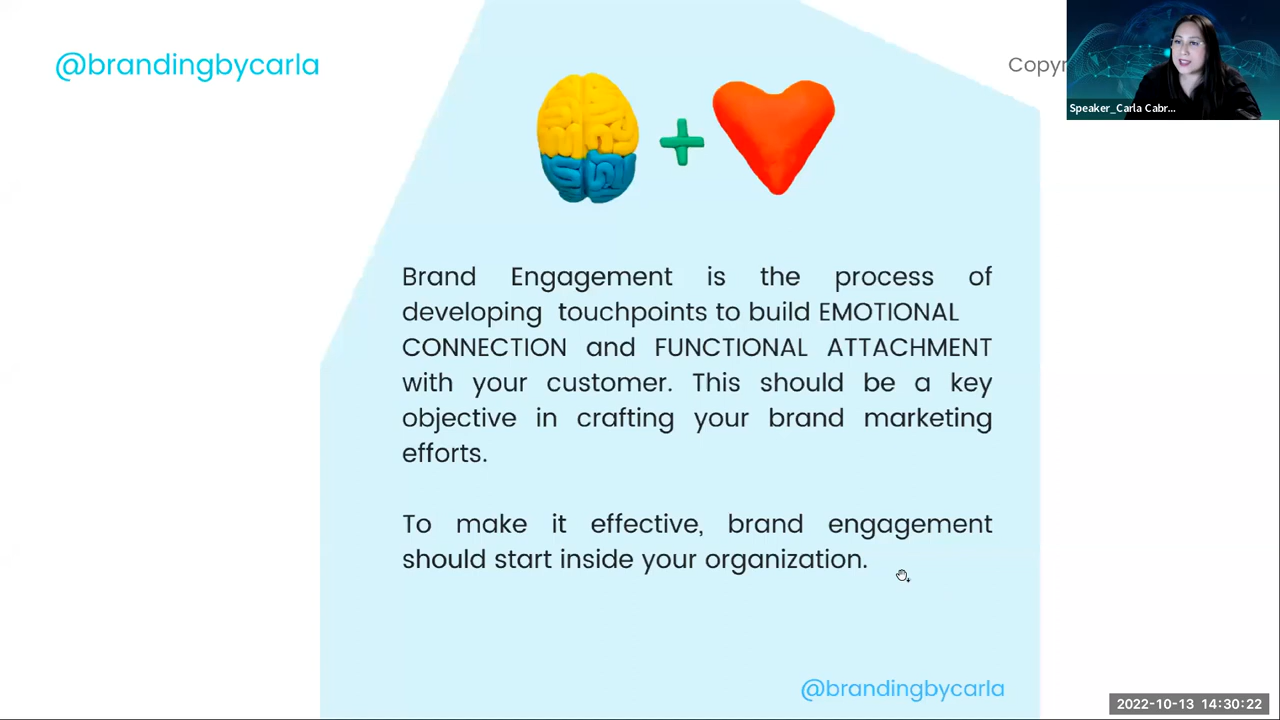 @brandingbycarla
Copyr
Speaker_Carla Cabr...
Brand Engagement is the process of
developing touchpoints to build EMOTIONAL
CONNECTION and FUNCTIONAL ATTACHMENT
with your customer. This should be a key
objective in crafting your brand marketing
efforts.
To make it effective, brand engagement
should start inside your organization.
@brandingbycarla
2022-10-13 14:30:22